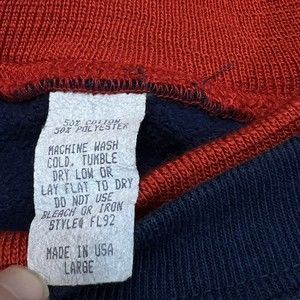 50% COTTON
50% POLYESTER
MACHINE WASH
COLD. TUMBLE
DRY LOW OR
LAY FLAT TO DRY
DO NOT USE
BLEACH OR IRON
STYLE# FL92
MADE IN USA
LARGE